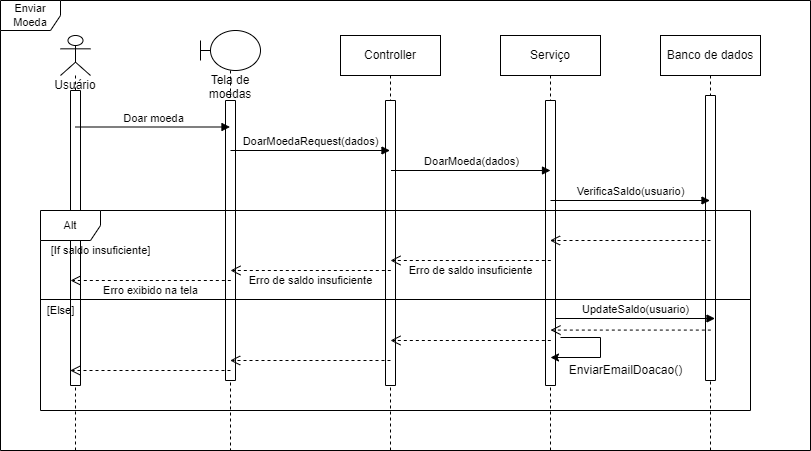 Enviar
Moeda
Usuário
Tela de
moedas
Controller
Serviço
Banco de dados
Doar moeda
DoarMoedaRequest(dados)
DoarMoeda(dados)
VerificaSaldo(usuario)
Alt
[If saldo insuficiente]
Erro de saldo insuficiente
Erro de saldo insuficiente
Erro exibido na tela
[Else]
UpdateSaldo(usuario)
EnviarEmailDoacao()